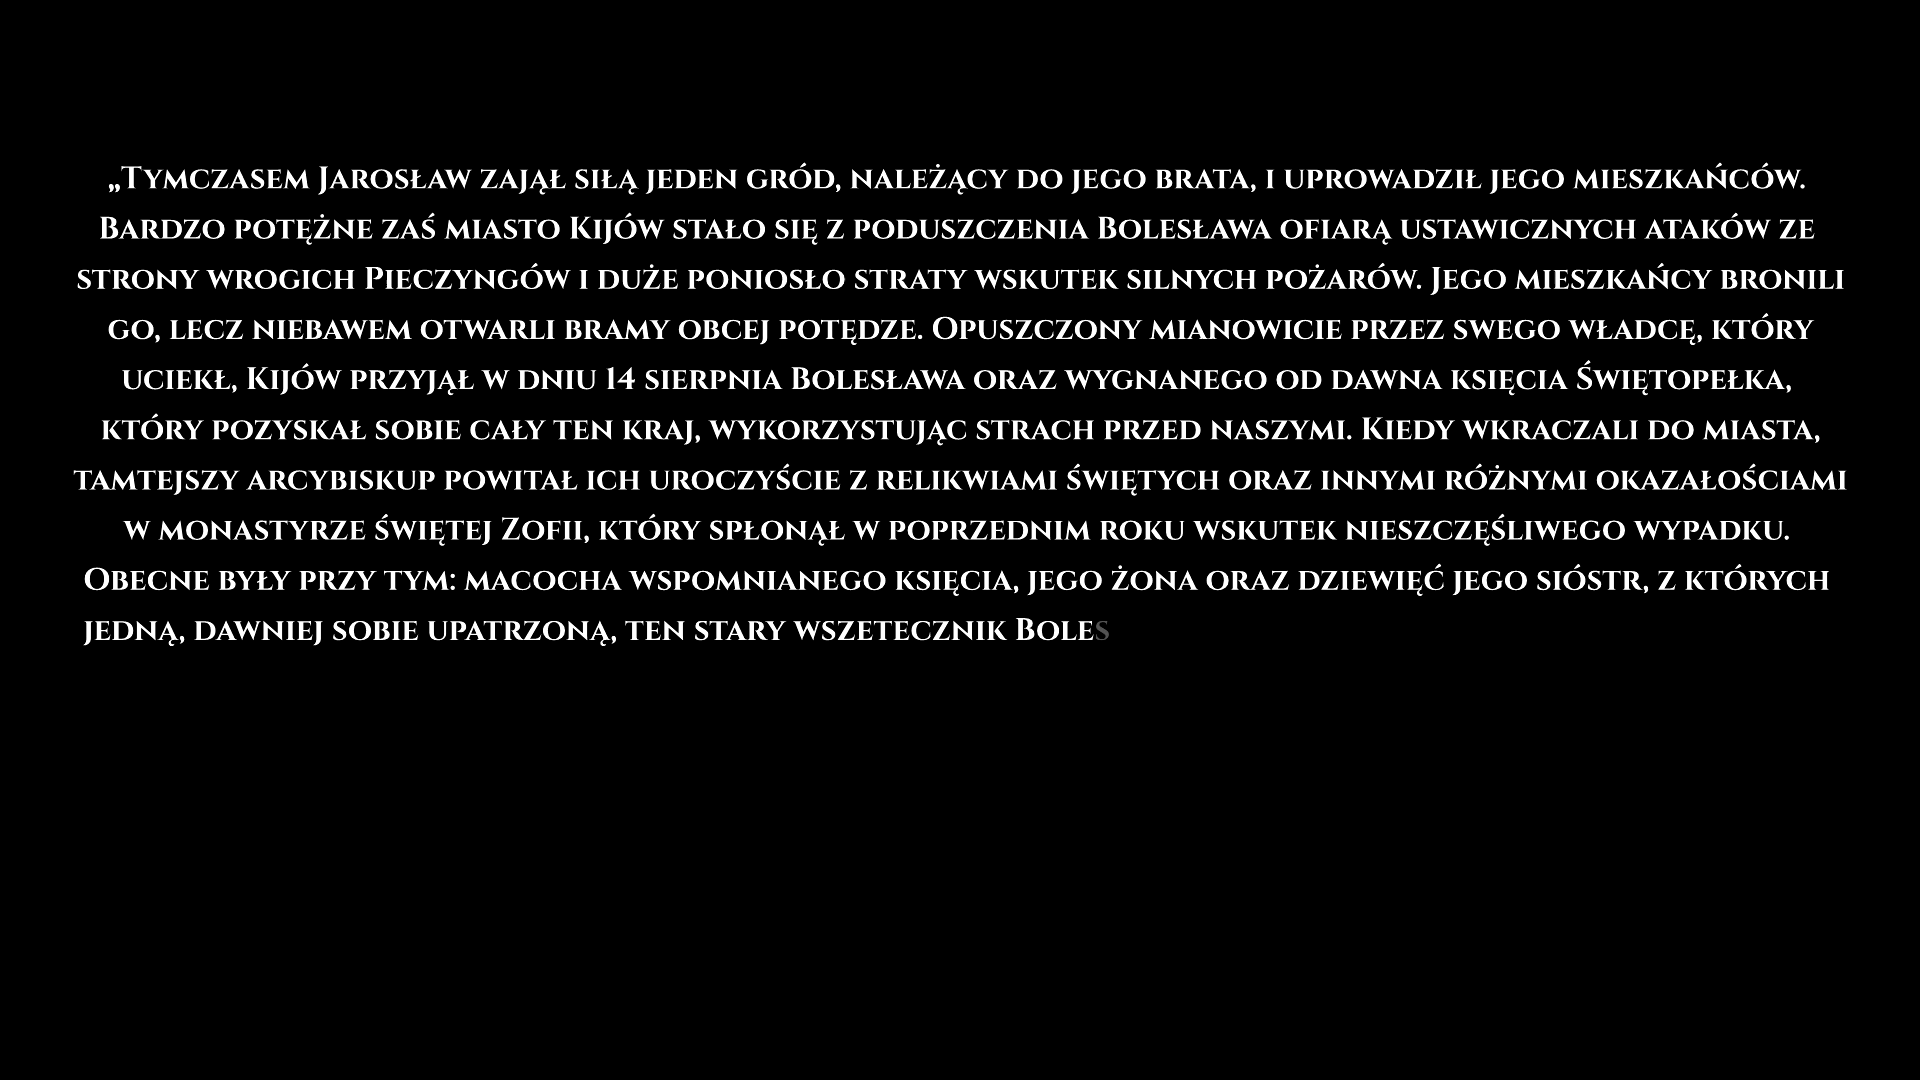 „Tymczasem Jarosław zajął siłą jeden gród, należący do jego brata, i uprowadził jego mieszkańców.
Bardzo potężne zaś miasto Kijów stało się z poduszczenia Bolesława ofiarą ustawicznych ataków ze
strony wrogich Pieczyngów i duże poniosło straty wskutek silnych pożarów. Jego mieszkańcy bronili
go, lecz niebawem otwarli bramy obcej potędze. Opuszczony mianowicie przez swego władcę, który
uciekł, Kijów przyjął w dniu 14 sierpnia Bolesława oraz wygnanego od dawna księcia Świętopełka,
który pozyskał sobie cały ten kraj, wykorzystując strach przed naszymi. Kiedy wkraczali do miasta,
tamtejszy arcybiskup powitał ich uroczyście z relikwiami świętych oraz innymi różnymi okazałościami
w monastyrze świętej Zofii, który spłonął w poprzednim roku wskutek nieszczęśliwego wypadku.
Obecne były przy tym: macocha wspomnianego księcia, jego żona oraz dziewięć jego sióstr, z których
jedną, dawniej sobie upatrzoną, ten stary wszetecznik Boles